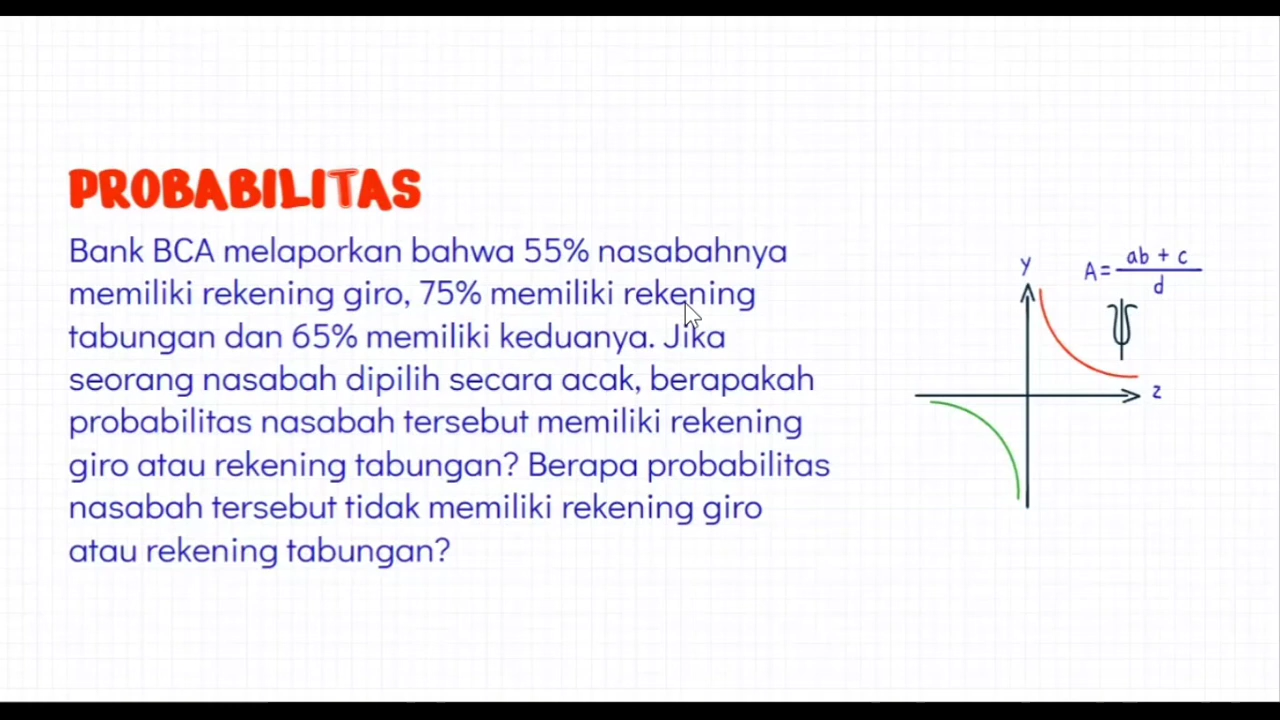 PROBABILITAS
Bank BCA melaporkan bahwa 55% nasabahnya
memiliki rekening giro, 75% memiliki rekening
tabungan dan 65% memiliki keduanya. Jika
seorang nasabah dipilih secara acak, berapakah
probabilitas nasabah tersebut memiliki rekening
giro atau rekening tabungan? Berapa probabilitas
nasabah tersebut tidak memiliki rekening giro
atau rekening tabungan?
y
A = ab + c
d
ψ
z